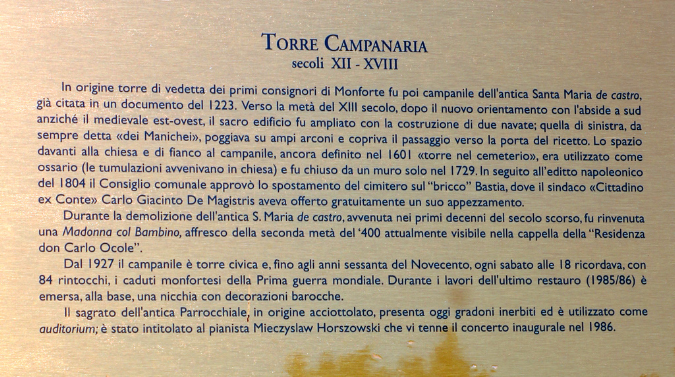 TORRE CAMPANARIA
secoli XII - XVIII
In origine torre di vedetta dei primi consignori di Monforte fu poi campanile dell'antica Santa Maria de castro,
già citata in un documento del 1223. Verso la metà del XIII secolo, dopo il nuovo orientamento con l'abside a sud
anziché il medievale est-ovest, il sacro edificio fu ampliato con la costruzione di due navate; quella di sinistra, da
sempre detta «dei Manichei», poggiava su ampi arconi e copriva il passaggio verso la porta del ricetto. Lo spazio
davanti alla chiesa e di fianco al campanile, ancora definito nel 1601 «torre nel cemeterio», era utilizzato come
ossario (le tumulazioni avvenivano in chiesa) e fu chiuso da un muro solo nel 1729. In seguito all'editto napoleonico
del 1804 il Consiglio comunale approvò lo spostamento del cimitero sul "bricco" Bastia, dove il sindaco «Cittadino
ex Conte» Carlo Giacinto De Magistris aveva offerto gratuitamente un suo appezzamento.
Durante la demolizione dell'antica S. Maria de castro, avvenuta nei primi decenni del secolo scorso, fu rinvenuta
una Madonna col Bambino, affresco della seconda metà del '400 attualmente visibile nella cappella della "Residenza
don Carlo Ocole".
Dal 1927 il campanile è torre civica e, fino agli anni sessanta del Novecento, ogni sabato alle 18 ricordava, con
84 rintocchi, i caduti monfortesi della Prima guerra mondiale. Durante i lavori dell'ultimo restauro (1985/86) è
emersa, alla base, una nicchia con decorazioni barocche.
Il sagrato dell'antica Parrocchiale, in origine acciottolato, presenta oggi gradoni inerbiti ed è utilizzato come
auditorium; è stato intitolato al pianista Mieczyslaw Horszowski che vi tenne il concerto inaugurale nel 1986.